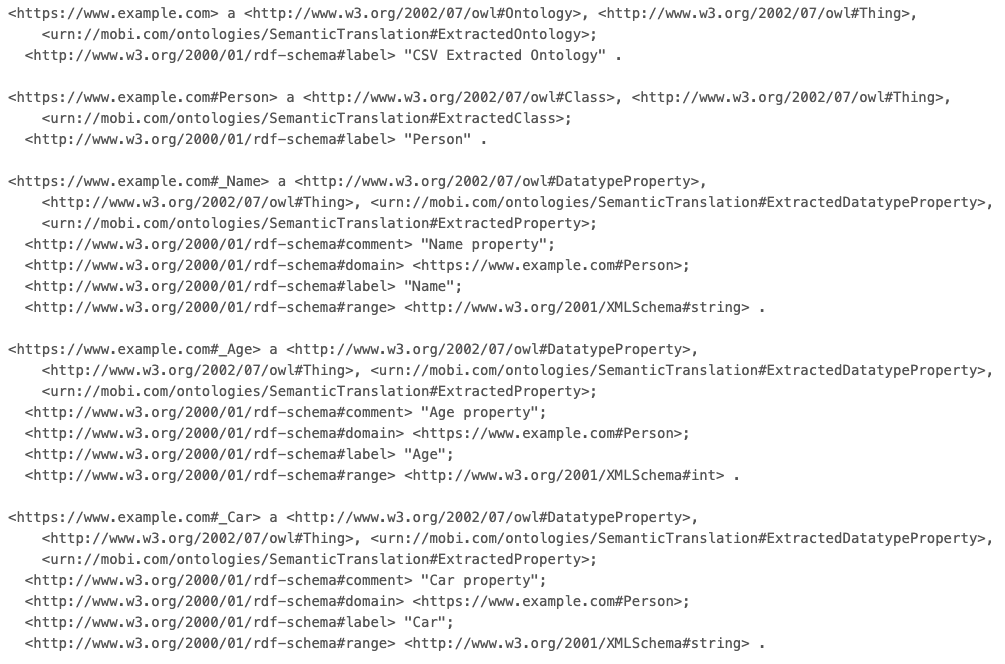 <https://www.example.com> a <http://www.w3.org/2002/07/owl#Ontology>, <http://www.w3.org/2002/07/owl#Thing>,
<urn://mobi.com/ontologies/SemanticTranslation#ExtractedOntology>;
<http://www.w3.org/2000/01/rdf-schema#label> "CSV Extracted Ontology" .

<https://www.example.com#Person> a <http://www.w3.org/2002/07/owl#Class>, <http://www.w3.org/2002/07/owl#Thing>,
<urn://mobi.com/ontologies/SemanticTranslation#ExtractedClass>;
<http://www.w3.org/2000/01/rdf-schema#label> "Person" .

<https://www.example.com#_Name> a <http://www.w3.org/2002/07/owl#DatatypeProperty>,
<http://www.w3.org/2002/07/owl#Thing>, <urn://mobi.com/ontologies/SemanticTranslation#ExtractedDatatypeProperty>,
<urn://mobi.com/ontologies/SemanticTranslation#ExtractedProperty>;
<http://www.w3.org/2000/01/rdf-schema#comment> "Name property";
<http://www.w3.org/2000/01/rdf-schema#domain> <https://www.example.com#Person>;
<http://www.w3.org/2000/01/rdf-schema#label> "Name";
<http://www.w3.org/2000/01/rdf-schema#range> <http://www.w3.org/2001/XMLSchema#string> .

<https://www.example.com#_Age> a <http://www.w3.org/2002/07/owl#DatatypeProperty>,
<http://www.w3.org/2002/07/owl#Thing>, <urn://mobi.com/ontologies/SemanticTranslation#ExtractedDatatypeProperty>,
<urn://mobi.com/ontologies/SemanticTranslation#ExtractedProperty>;
<http://www.w3.org/2000/01/rdf-schema#comment> "Age property";
<http://www.w3.org/2000/01/rdf-schema#domain> <https://www.example.com#Person>;
<http://www.w3.org/2000/01/rdf-schema#label> "Age";
<http://www.w3.org/2000/01/rdf-schema#range> <http://www.w3.org/2001/XMLSchema#int> .

<https://www.example.com#_Car> a <http://www.w3.org/2002/07/owl#DatatypeProperty>,
<http://www.w3.org/2002/07/owl#Thing>, <urn://mobi.com/ontologies/SemanticTranslation#ExtractedDatatypeProperty>,
<urn://mobi.com/ontologies/SemanticTranslation#ExtractedProperty>;
<http://www.w3.org/2000/01/rdf-schema#comment> "Car property";
<http://www.w3.org/2000/01/rdf-schema#domain> <https://www.example.com#Person>;
<http://www.w3.org/2000/01/rdf-schema#label> "Car";
<http://www.w3.org/2000/01/rdf-schema#range> <http://www.w3.org/2001/XMLSchema#string> .